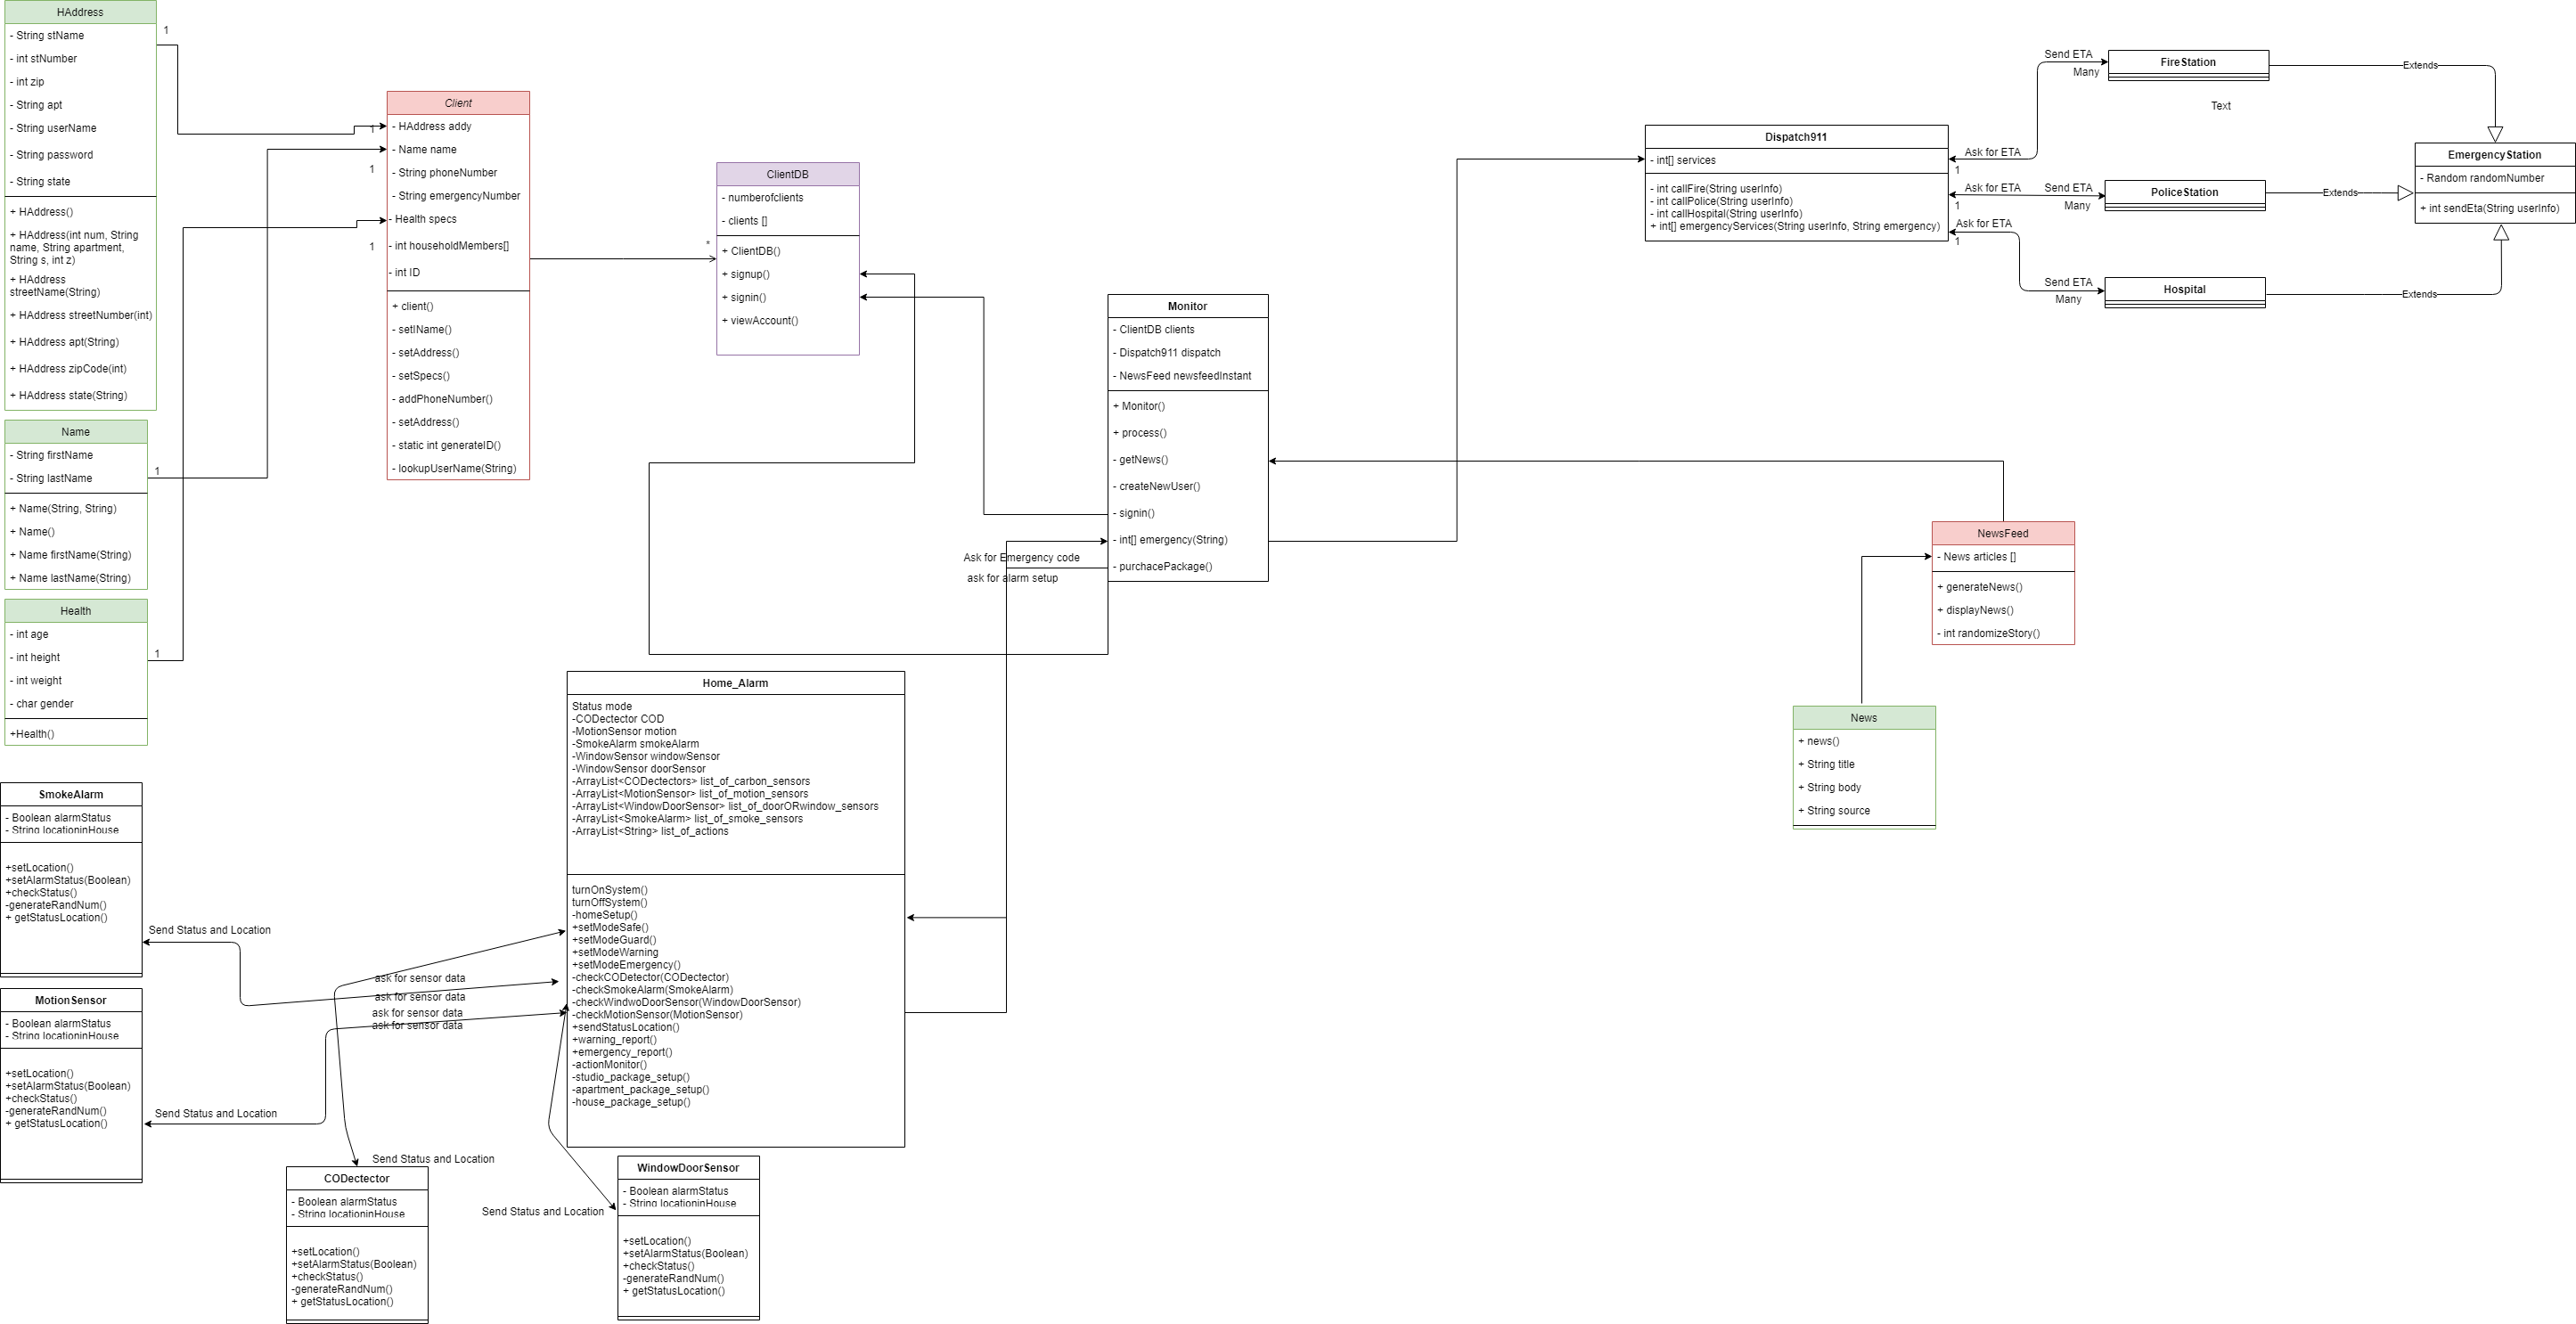 HAddress
- String stName
- int stNumber
- int zip
- String apt
- String userName
- String password
- String state
+ HAddress()
+ HAddress(int num, String
name, String apartment,
String s, int z)
+ HAddress
streetName(String)
+ HAddress streetNumber(int)
+ HAddress apt(String)
+ HAddress zipCode(int)
+ HAddress state(String)
1
Name
- String firstName
- String lastName
+ Name(String, String)
+ Name()
+ Name firstName(String)
+ Name lastName(String)
1
Health
- int age
- int height
- int weight
- char gender
+Health()
1
Client
- HAddress addy
- Name name
- String phoneNumber
- String emergencyNumber
- Health specs
- int householdMembers[]
- int ID
+ client()
- setIName()
- setAddress()
- setSpecs()
- addPhoneNumber()
- setAddress()
- static int generateID()
- lookupUserName(String)
1
1
1
*
ClientDB
- numberofclients
- clients []
+ ClientDB()
+ signup()
+ signin()
+ viewAccount()
Monitor
- ClientDB clients
- Dispatch911 dispatch
- NewsFeed newsfeedInstant
+ Monitor()
+ process()
- getNews()
- createNewUser()
- signin()
- int[] emergency(String)
- purchacePackage()
Ask for Emergency code
ask for alarm setup
Dispatch911
- int[] services
- int callFire(String userInfo)
- int callPolice(String userInfo)
- int callHospital(String userInfo)
+ int[] emergencyServices(String userInfo, String emergency)
Ask for ETA
1
Send ETA
Many
Ask for ETA
1
Send ETA
Many
Ask for ETA
1
Send ETA
Many
FireStation
Text
PoliceStation
Hospital
Extends
Extends
Extends
EmergencyStation
- Random randomNumber
+ int sendEta(String userInfo)
NewsFeed
- News articles []
+ generateNews()
+ displayNews()
- int randomizeStory()
News
+ news()
+ String title
+ String body
+ String source
Home_Alarm
Status mode
-CODectector COD
-MotionSensor motion
-SmokeAlarm smokeAlarm
-WindowSensor windowSensor
-WindowSensor doorSensor
-ArrayList<CODectectors> list_of_carbon_sensors
-ArrayList<MotionSensor> list_of_motion_sensors
-ArrayList<WindowDoorSensor> list_of_doorORwindow_sensors
-ArrayList<SmokeAlarm> list_of_smoke_sensors
-ArrayList<String> list_of_actions
turnOnSystem()
turnOffSystem()
-homeSetup()
+setModeSafe()
+setModeGuard()
+setModeWarning
+setModeEmergency()
-checkCODetector(CODectector)
-checkSmokeAlarm(SmokeAlarm)
-checkWindwoDoorSensor(WindowDoorSensor)
-checkMotionSensor(MotionSensor)
+sendStatusLocation()
+warning_report()
+emergency_report()
-actionMonitor()
-studio_package_setup()
-apartment_package_setup()
-house_package_setup()
SmokeAlarm
- Boolean alarmStatus
- String locationinHouse
+setLocation()
+setAlarmStatus(Boolean)
+checkStatus()
-generateRandNum()
+ getStatusLocation()
Send Status and Location
ask for sensor data
ask for sensor data
ask for sensor data
ask for sensor data
MotionSensor
- Boolean alarmStatus
- String locationinHouse
+setLocation()
+setAlarmStatus(Boolean)
+checkStatus()
-generateRandNum()
+ getStatusLocation()
Send Status and Location
Send Status and Location
CODectector
- Boolean alarmStatus
- String locationinHouse
+setLocation()
+setAlarmStatus(Boolean)
+checkStatus()
-generateRandNum()
+ getStatusLocation()
Send Status and Location
WindowDoorSensor
- Boolean alarmStatus
- String locationinHouse
+setLocation()
+setAlarmStatus(Boolean)
+checkStatus()
-generateRandNum()
+ getStatusLocation()